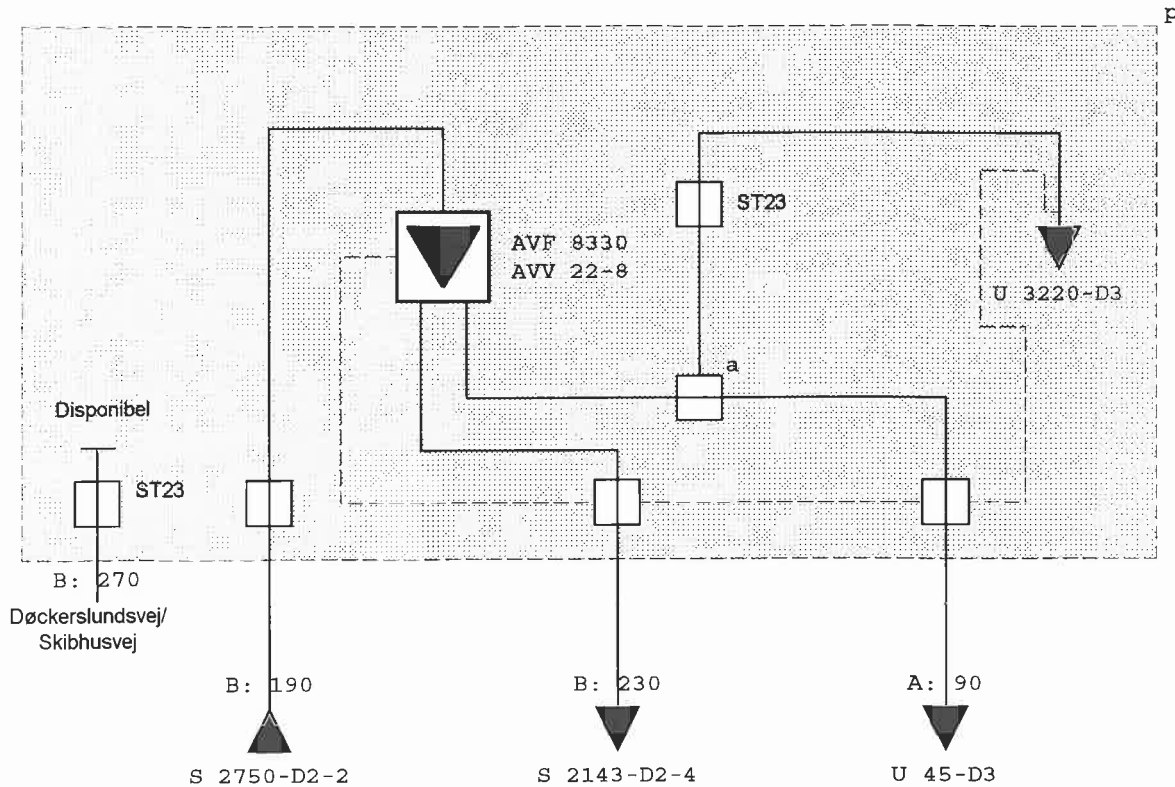 p
AVF 8330
AVV 22-8
ST23
U 3220-D3
a
Disponibel
ST23
B: 270
Døckerslundsvej/
Skibhusvej
B: 190
B: 230
A: 90
S 2750-D2-2
S 2143-D2-4
U 45-D3